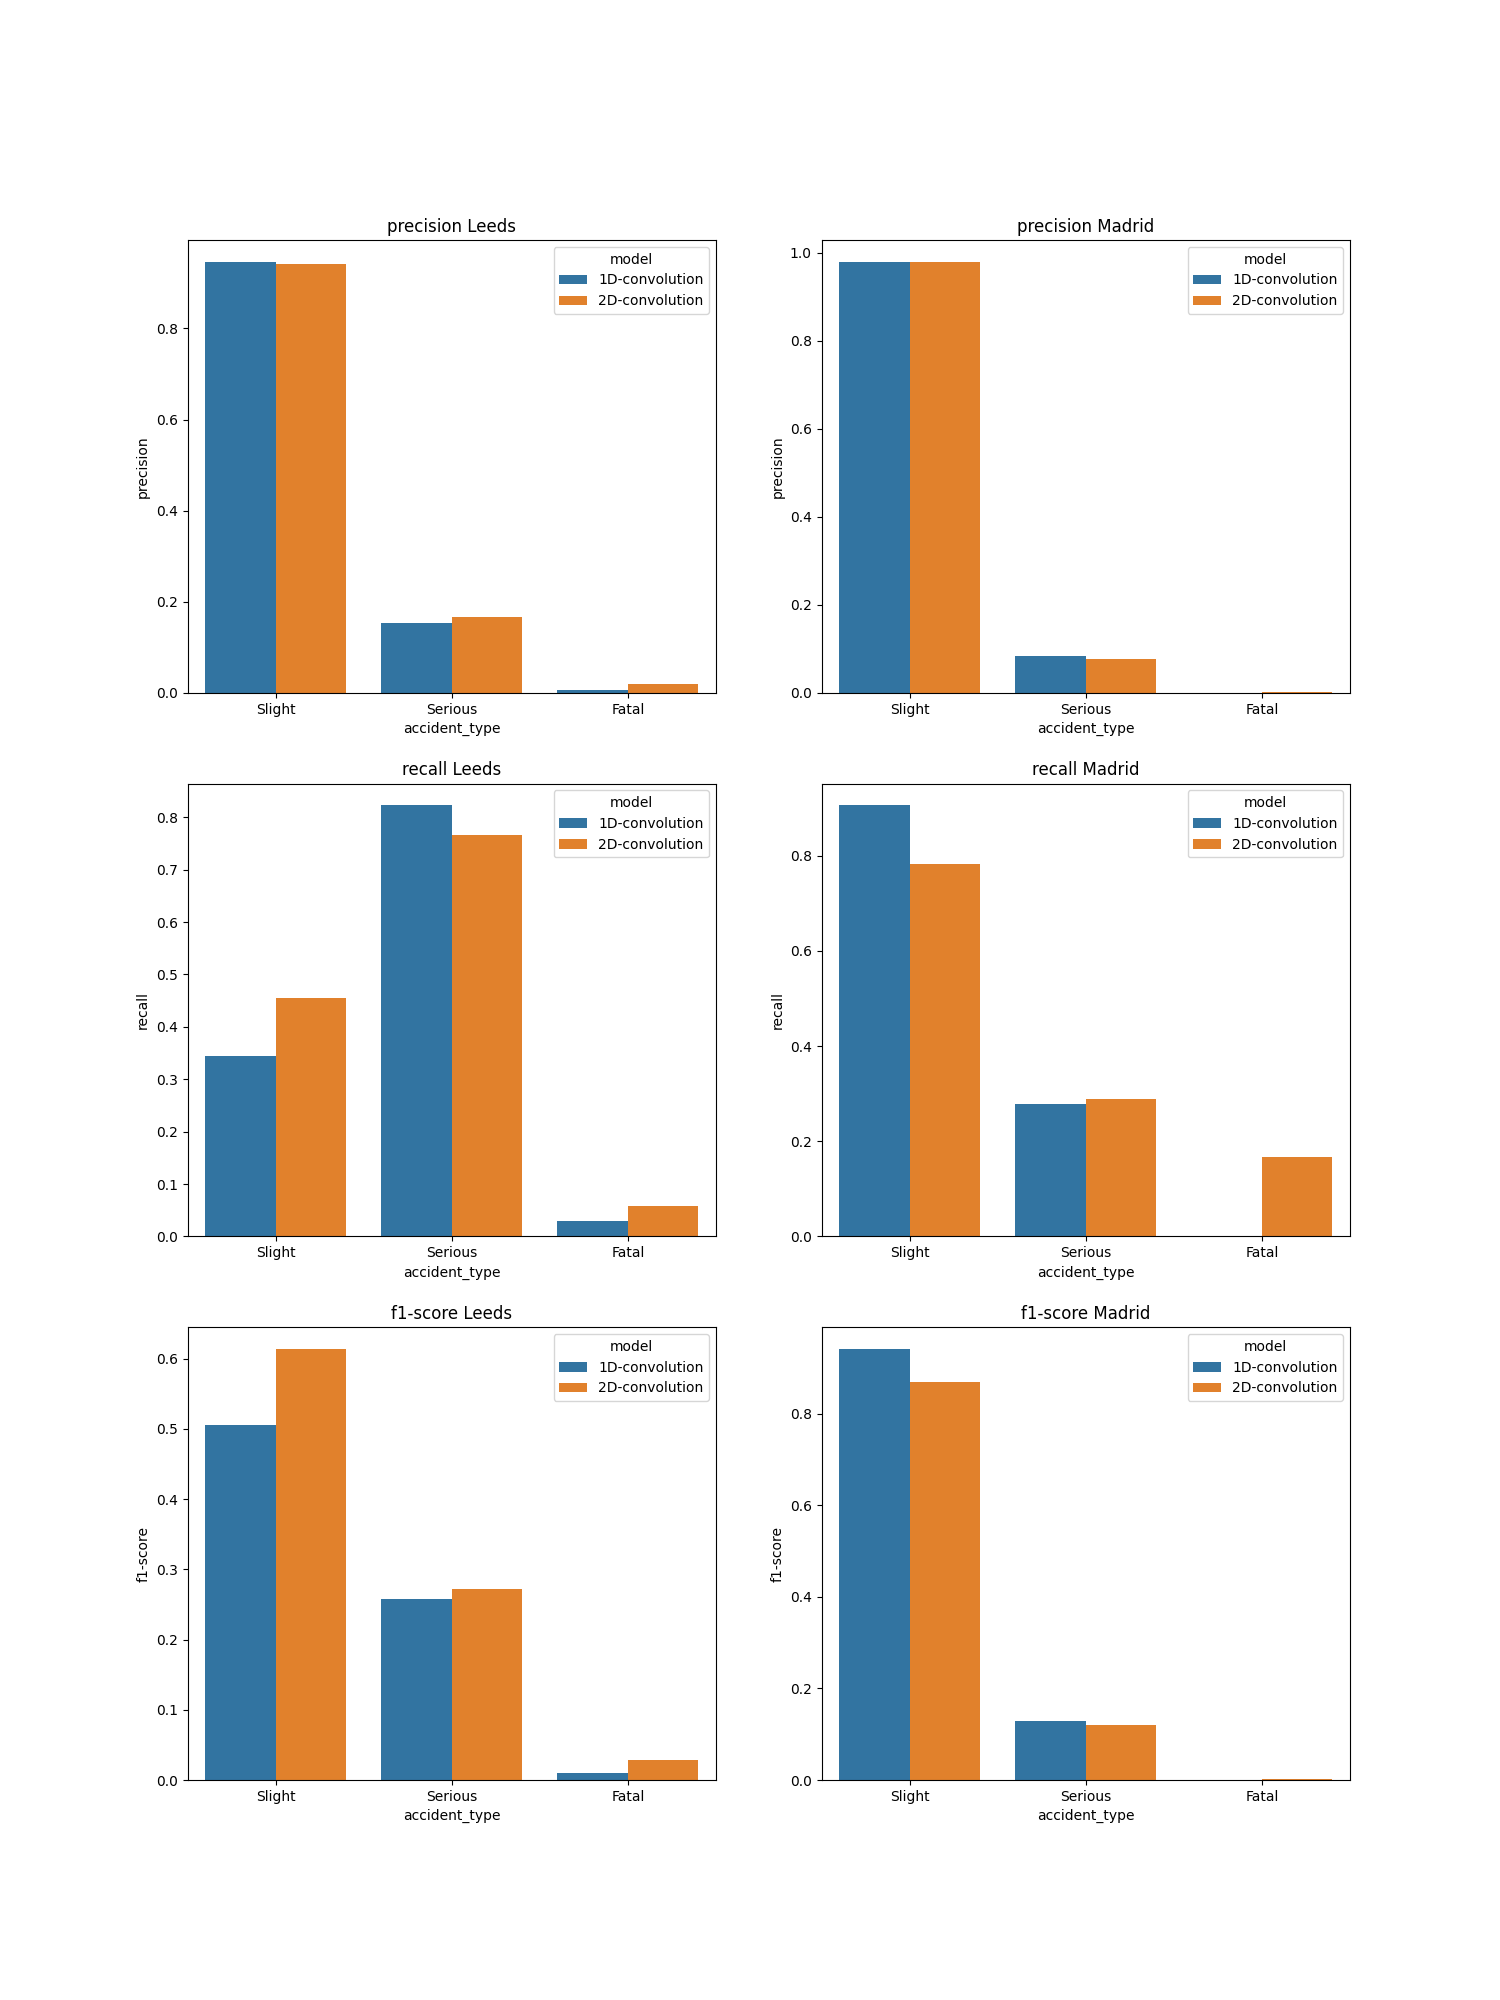 precision Leeds
model
1D-convolution
2D-convolution
0.8
0.6
0.4
0.2
0.0
precision
Slight Serious Fatal
accident_type
precision Madrid
model
1D-convolution
2D-convolution
1.0
0.8
0.6
0.4
0.2
0.0
precision
Slight Serious Fatal
accident_type
recall Leeds
model
1D-convolution
2D-convolution
0.8
0.7
0.6
0.5
0.4
0.3
0.2
0.1
0.0
recall
Slight Serious Fatal
accident_type
recall Madrid
model
1D-convolution
2D-convolution
0.8
0.6
0.4
0.2
0.0
recall
Slight Serious Fatal
accident_type
f1-score Leeds
model
1D-convolution
2D-convolution
0.6
0.5
0.4
0.3
0.2
0.1
0.0
f1-score
Slight Serious Fatal
accident_type
f1-score Madrid
model
1D-convolution
2D-convolution
0.8
0.6
0.4
0.2
0.0
f1-score
Slight Serious Fatal
accident_type